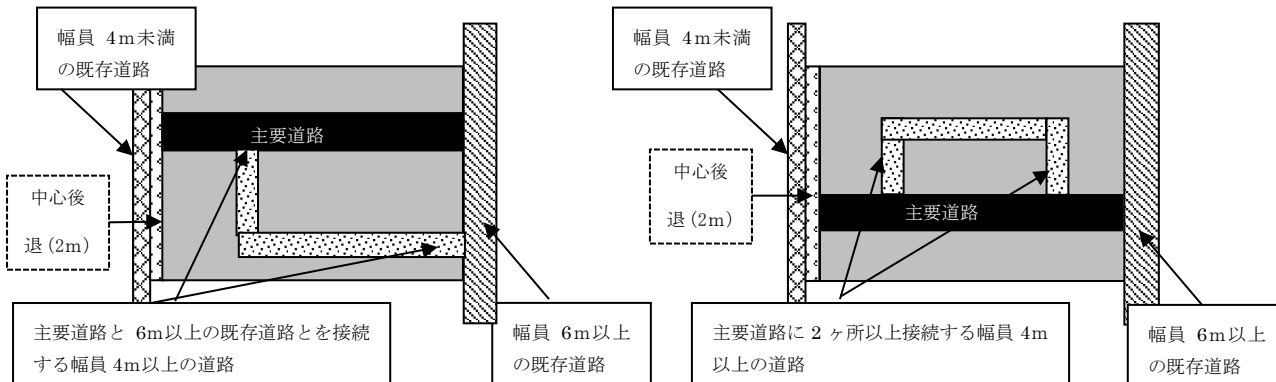 幅員 4m未満
の既存道路
主要道路
中心後
退(2m)
主要道路と 6m以上の既存道路とを接続
する幅員 4m以上の道路
幅員 6m以上
の既存道路
幅員 4m未満
の既存道路
中心後
退(2m)
主要道路
主要道路に 2 ヶ所以上接続する幅員 4m
以上の道路
幅員 6m以上
の既存道路